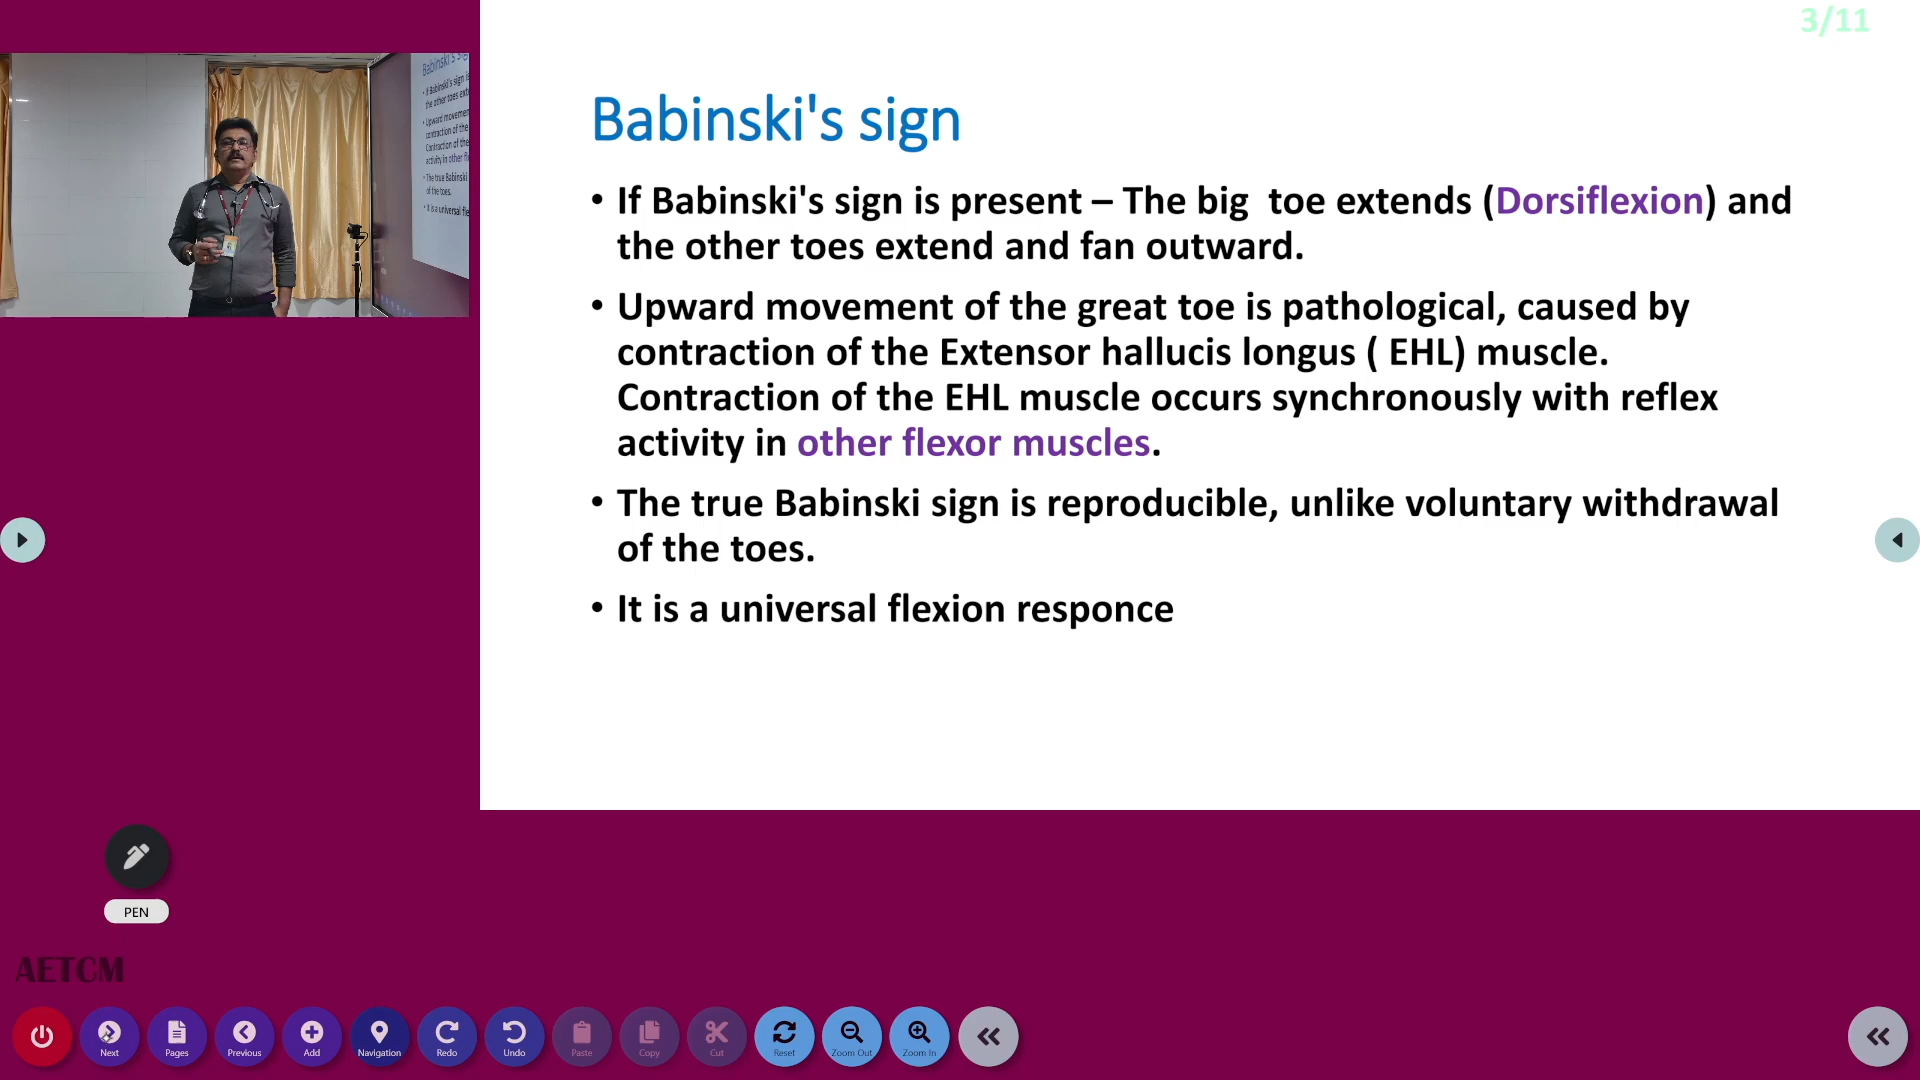 3/11
Babinski's sign
• If Babinski's sign is present – The big toe extends (Dorsiflexion) and
the other toes extend and fan outward.
• Upward movement of the great toe is pathological, caused by
contraction of the Extensor hallucis longus ( EHL) muscle.
Contraction of the EHL muscle occurs synchronously with reflex
activity in other flexor muscles.
• The true Babinski sign is reproducible, unlike voluntary withdrawal
of the toes.
• It is a universal flexion responce
PEN
AETCM
Next
Pages
Previous
Add
Navigation
Redo
Undo
Paste
Copy
Cut
Reset
Zoom Out
Zoom In